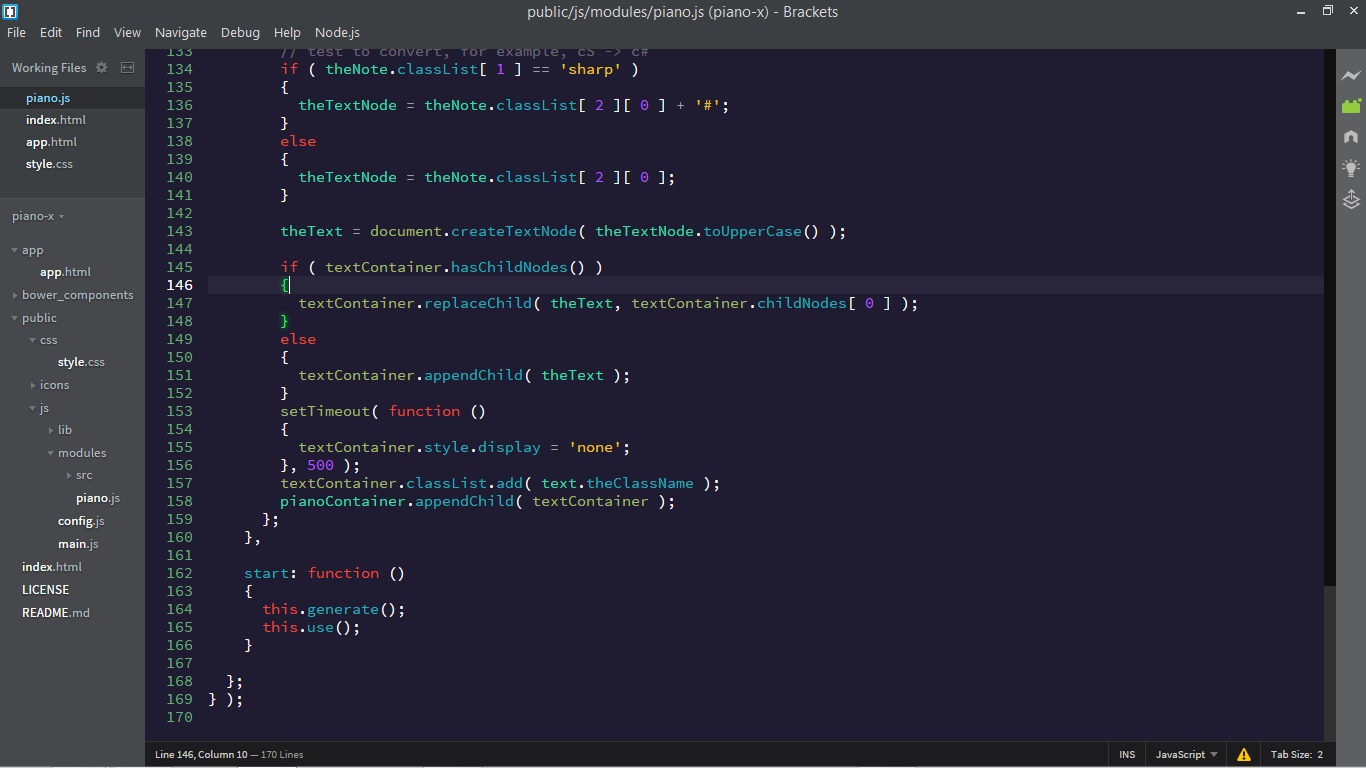 public/js/modules/piano.js (piano-x) - Brackets
File Edit Find View Navigate Debug Help Node.js
Working Files
piano.js
index.html
app.html
style.css
piano-x
app
app.html
bower_components
public
css
style.css
icons
js
lib
modules
src
piano.js
config.js
main.js
index.html
LICENSE
README.md
133 // test to convert, for example, cS -> c#
134 if ( theNote.classList[ 1 ] == 'sharp' )
135 {
136 theTextNode = theNote.classList[ 2 ][ 0 ] + '#';
137 }
138 else
139 {
140 theTextNode = theNote.classList[ 2 ][ 0 ];
141 }
142
143 theText = document.createTextNode( theTextNode.toUpperCase() );
144
145 if ( textContainer.hasChildNodes() )
146 {
147 textContainer.replaceChild( theText, textContainer.childNodes[ 0 ] );
148 }
149 else
150 {
151 textContainer.appendChild( theText );
152 }
153 setTimeout( function ()
154 {
155 textContainer.style.display = 'none';
156 }, 500 );
157 textContainer.classList.add( text.theClassName );
158 pianoContainer.appendChild( textContainer );
159 };
160 },
161
162 start: function ()
163 {
164 this.generate();
165 this.use();
166 }
167
168 };
169 } );
170
Line 146, Column 10 — 170 Lines
INS JavaScript Tab Size: 2